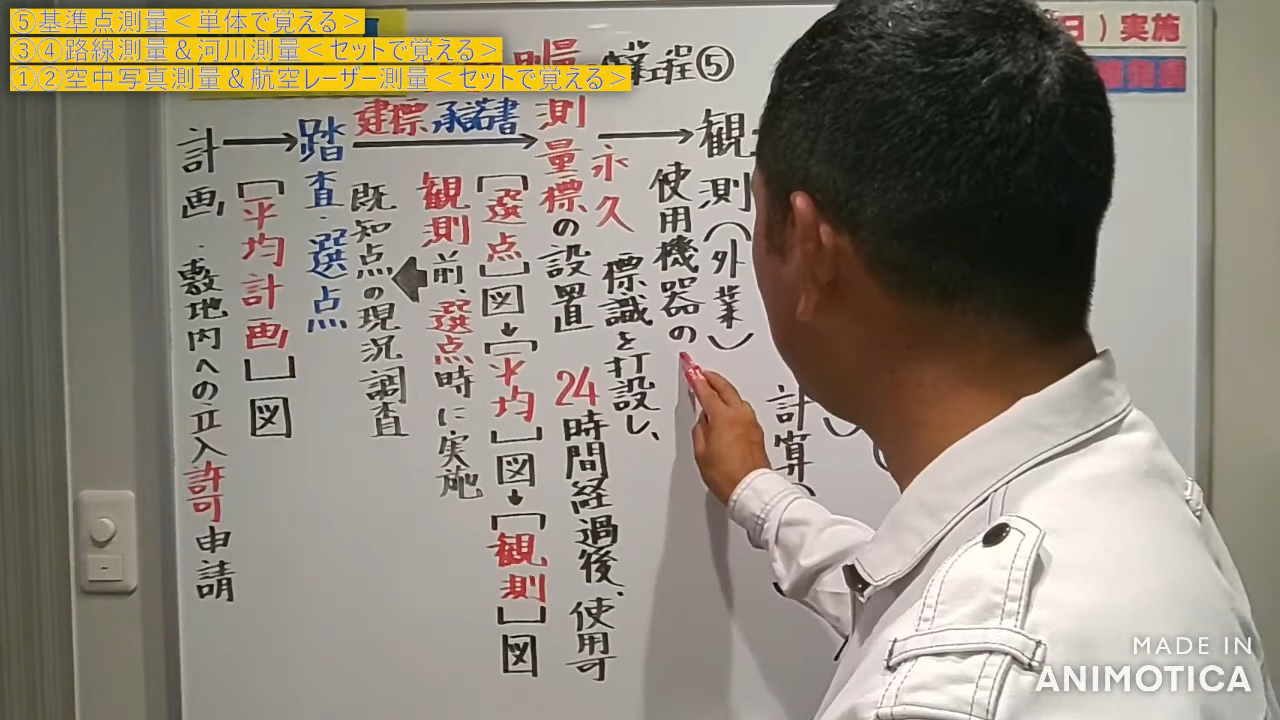 ⑤基準点測量＜単体で覚える＞
③④路線測量＆河川測量＜セットで覚える＞
①②空中写真測量＆航空レーザー測量＜セットで覚える＞
日）実施
業工程⑤
計画・敷地内への立入許可申請
［平均計画］図
踏査・選点
建標承諾書
既知点の現況調査
観測前、選点時に実施
［選点］図→［平均］図→［観測］図
測量標の設置
24時間経過後、使用可
永久
標識を打設し、
観測（外業）
使用機器の
計算
MADE IN
ANIMOTICA